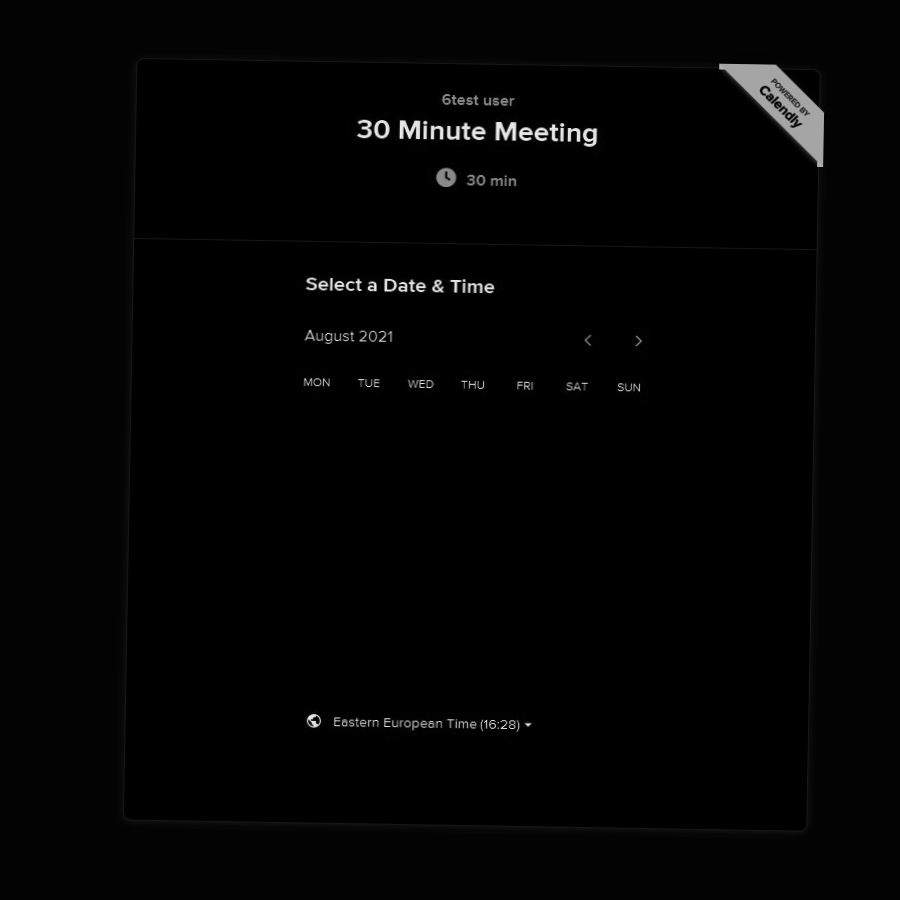 POWERED BY
Calendly
6test user
30 Minute Meeting
30 min
Select a Date & Time
August 2021
MON TUE WED THU FRI SAT SUN
Eastern European Time (16:28)